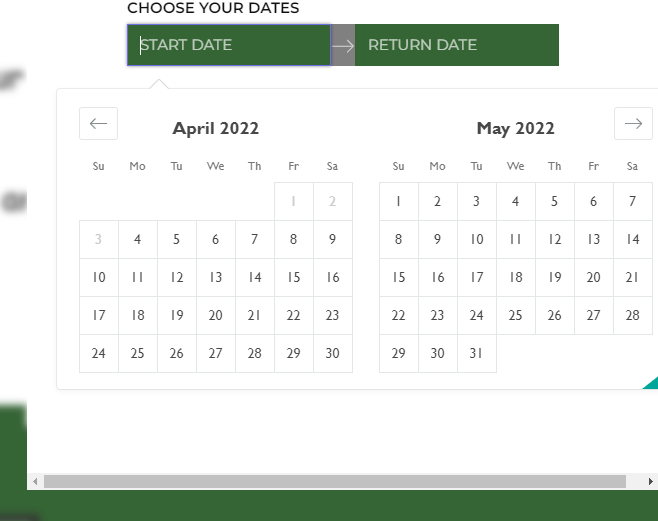 CHOOSE YOUR DATES
START DATE RETURN DATE
April 2022 May 2022
Su Mo Tu We Th Fr Sa Su Mo Tu We Th Fr Sa
1 2 1 2 3 4 5 6 7
3 4 5 6 7 8 9 8 9 10 11 12 13 14
10 11 12 13 14 15 16 15 16 17 18 19 20 21
17 18 19 20 21 22 23 22 23 24 25 26 27 28
24 25 26 27 28 29 30 29 30 31